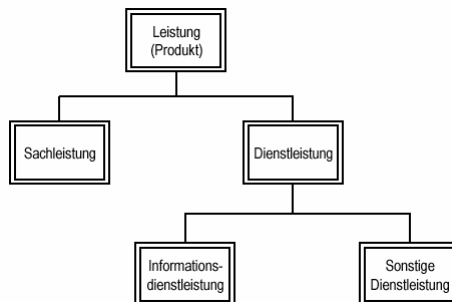 Leistung
(Produkt)
Sachleistung
Dienstleistung
Informations-
dienstleistung
Sonstige
Dienstleistung